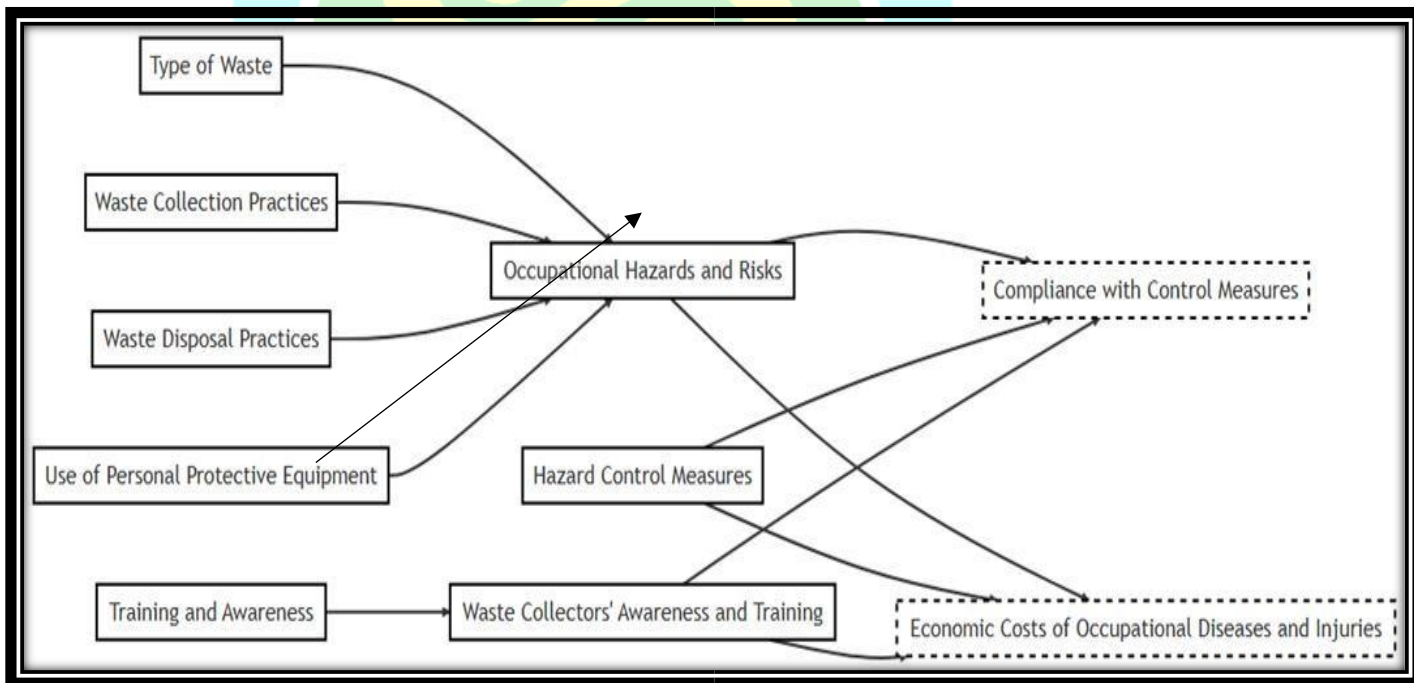 Type of Waste
Waste Collection Practices
Occupational Hazards and Risks
Compliance with Control Measures
Waste Disposal Practices
Use of Personal Protective Equipment
Hazard Control Measures
Training and Awareness
Waste Collectors' Awareness and Training
Economic Costs of Occupational Diseases and Injuries